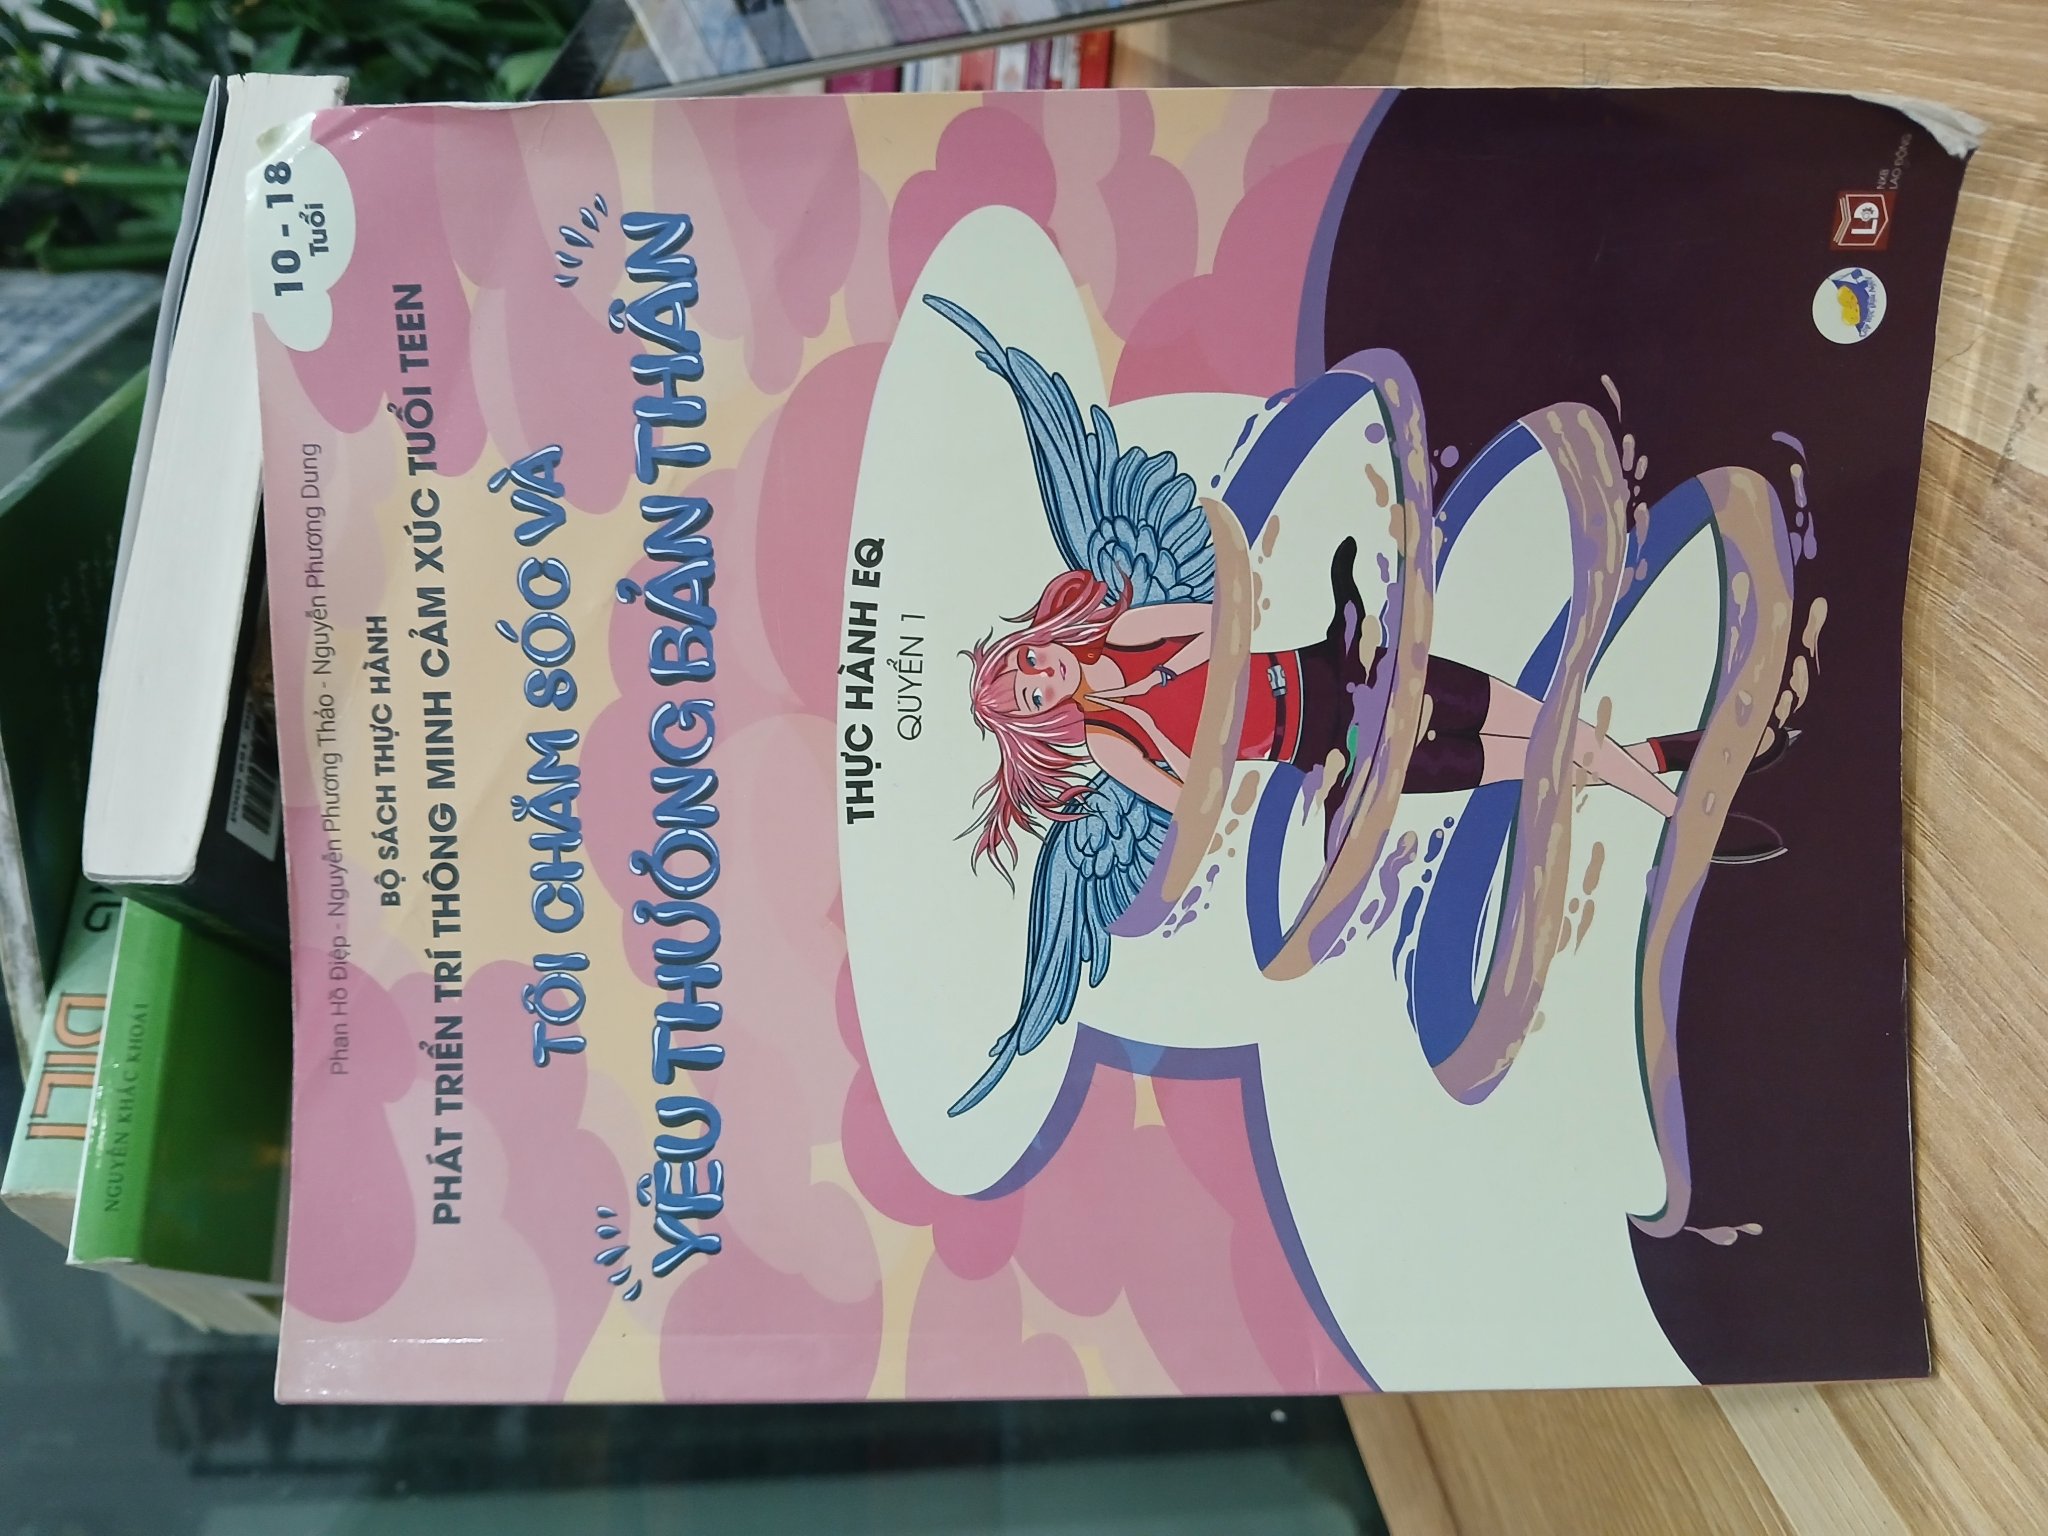 Phan Hồ Điệp - Nguyễn Phương Thảo - Nguyễn Phương Dung
10 - 18
Tuổi
BỘ SÁCH THỰC HÀNH
PHÁT TRIỂN TRÍ THÔNG MINH CẢM XÚC TUỔI TEEN
TÔI CHĂM SÓC VÀ
YÊU THƯƠNG BẢN THÂN
THỰC HÀNH EQ
QUYỂN 1
NXB
LAO ĐỘNG
NGUYỄN KHẮC KHOÁI